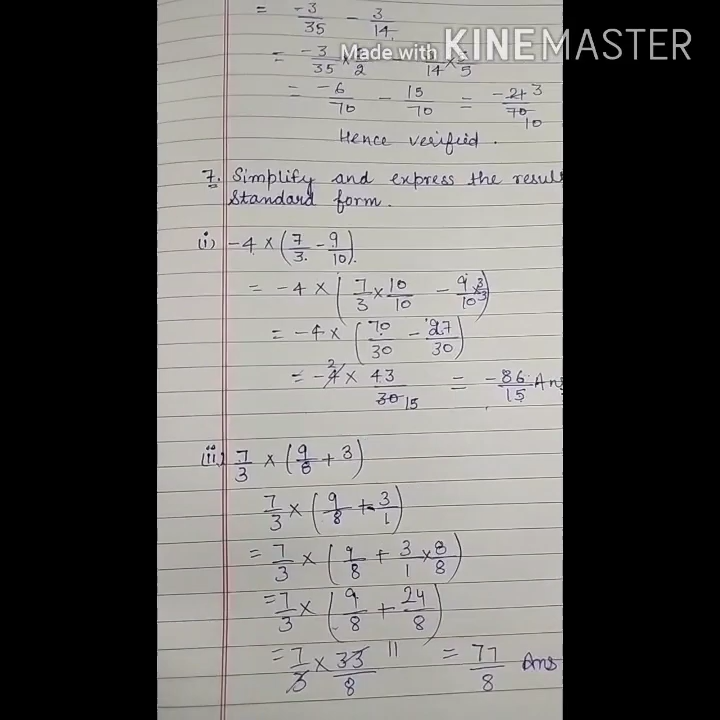 = -3/35 - 3/14
Made with KINEMASTER
= -3/35 × 2/2 - 3/14 × 5/5
= -6/70 - 15/70 = -21/70 3/10
Hence verified.
7. Simplify and express the resul
standard form.
(i) -4 × (7/3 - 9/10)
= -4 × (7/3 × 10/10 - 9/10 × 3/3)
= -4 × (70/30 - 27/30)
= -4 2 × 43/30 15 = -86/15 Ans
(ii) 7/3 × (9/8 + 3)
7/3 × (9/8 + 3/1)
= 7/3 × (9/8 + 3/1 × 8/8)
= 7/3 × (9/8 + 24/8)
= 7/3 × 33/8 11 = 77/8 Ans